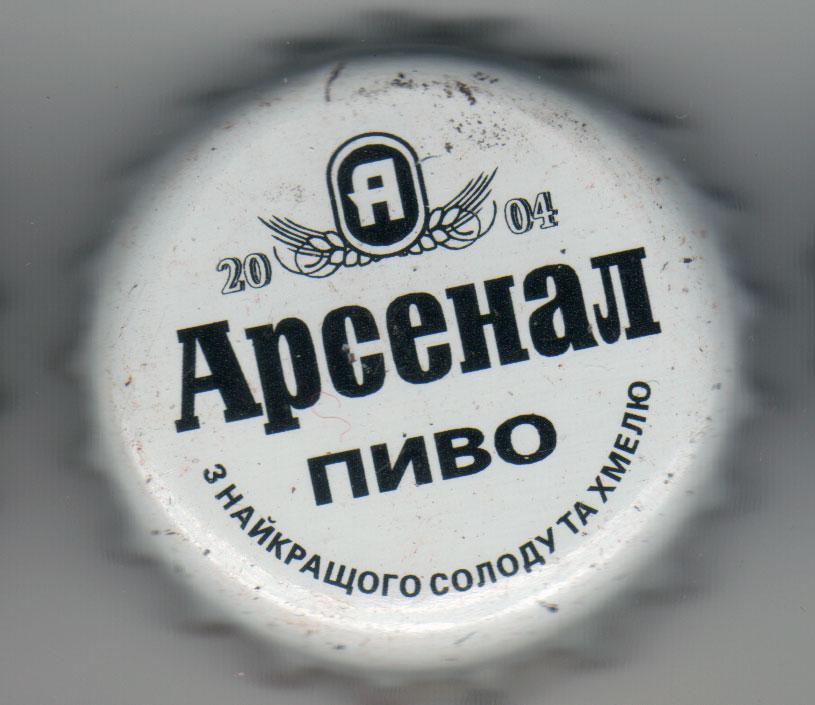 А
20 04
Арсенал
ПИВО
З НАЙКРАЩОГО СОЛОДУ ТА ХМЕЛЮ